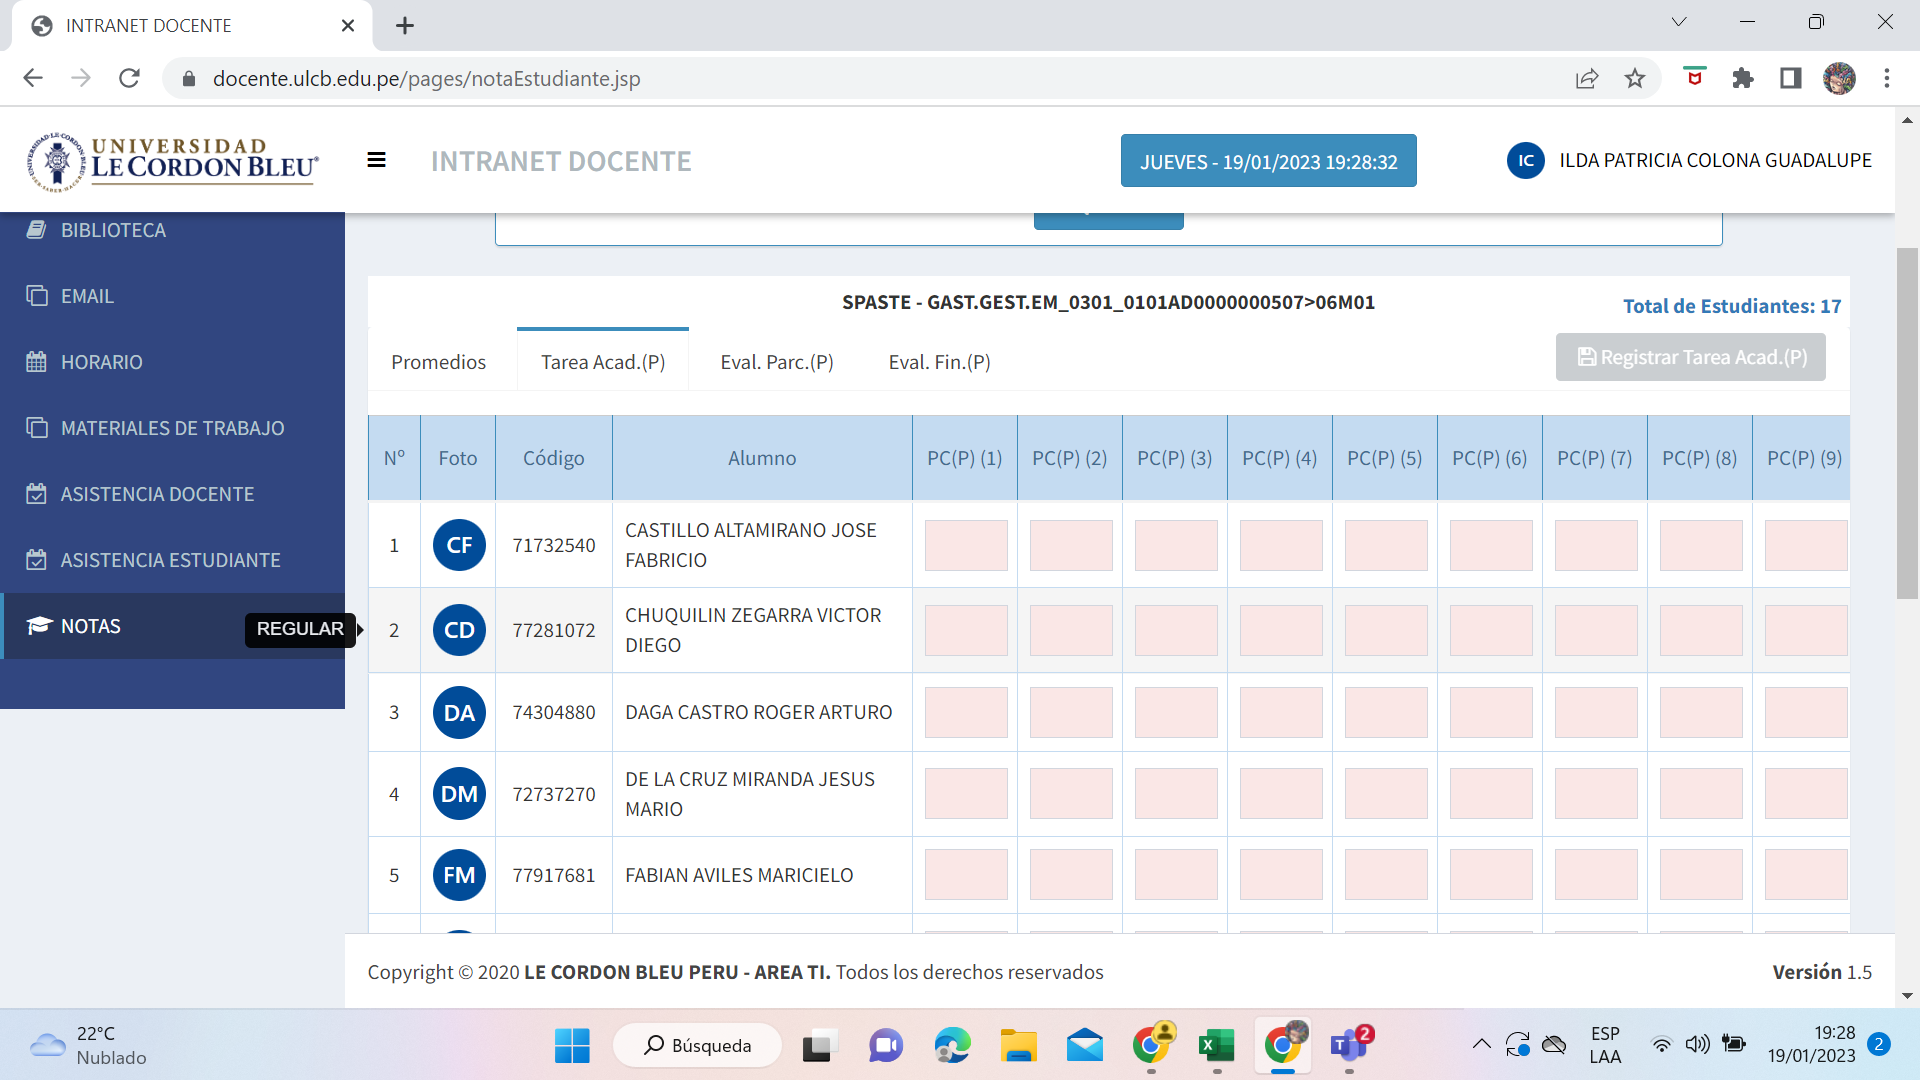 INTRANET DOCENTE
docente.ulcb.edu.pe/pages/notaEstudiante.jsp
UNIVERSIDAD
LE CORDON BLEU
INTRANET DOCENTE
JUEVES - 19/01/2023 19:28:32
IC
ILDA PATRICIA COLONA GUADALUPE
BIBLIOTECA
EMAIL
HORARIO
MATERIALES DE TRABAJO
ASISTENCIA DOCENTE
ASISTENCIA ESTUDIANTE
NOTAS
REGULAR
SPASTE - GAST.GEST.EM_0301_0101AD0000000507>06M01
Total de Estudiantes: 17
Promedios
Tarea Acad.(P)
Eval. Parc.(P)
Eval. Fin.(P)
Registrar Tarea Acad.(P)
Nº Foto Código Alumno PC(P) (1) PC(P) (2) PC(P) (3) PC(P) (4) PC(P) (5) PC(P) (6) PC(P) (7) PC(P) (8) PC(P) (9)
1 CF 71732540 CASTILLO ALTAMIRANO JOSE
FABRICIO
2 CD 77281072 CHUQUILIN ZEGARRA VICTOR
DIEGO
3 DA 74304880 DAGA CASTRO ROGER ARTURO
4 DM 72737270 DE LA CRUZ MIRANDA JESUS
MARIO
5 FM 77917681 FABIAN AVILES MARICIELO
Copyright © 2020 LE CORDON BLEU PERU - AREA TI. Todos los derechos reservados
Versión 1.5
22°C
Nublado
Búsqueda
2
ESP
LAA
19:28
19/01/2023
2